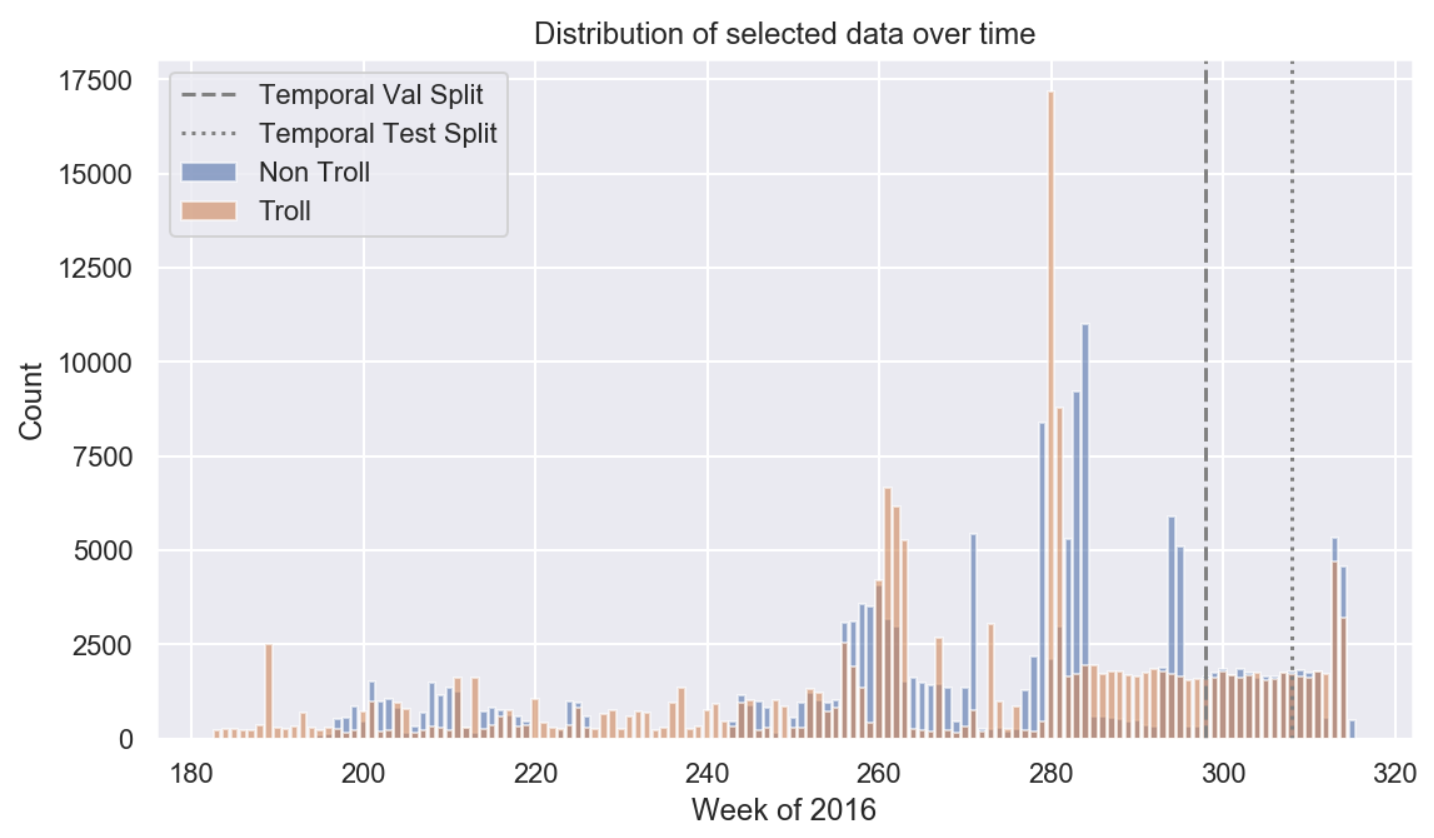 Distribution of selected data over time
17500
15000
12500
10000
7500
5000
2500
0
Count
Temporal Val Split
Temporal Test Split
Non Troll
Troll
180 200 220 240 260 280 300 320
Week of 2016